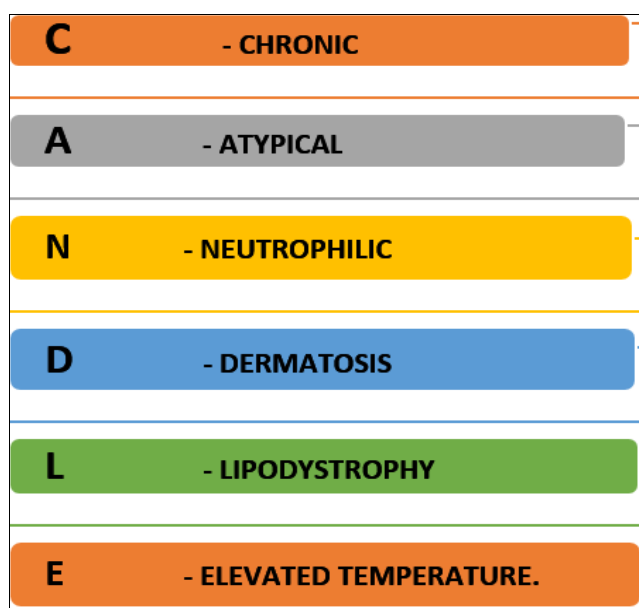 C - CHRONIC
A - ATYPICAL
N - NEUTROPHILIC
D - DERMATOSIS
L - LIPODYSTROPHY
E - ELEVATED TEMPERATURE.